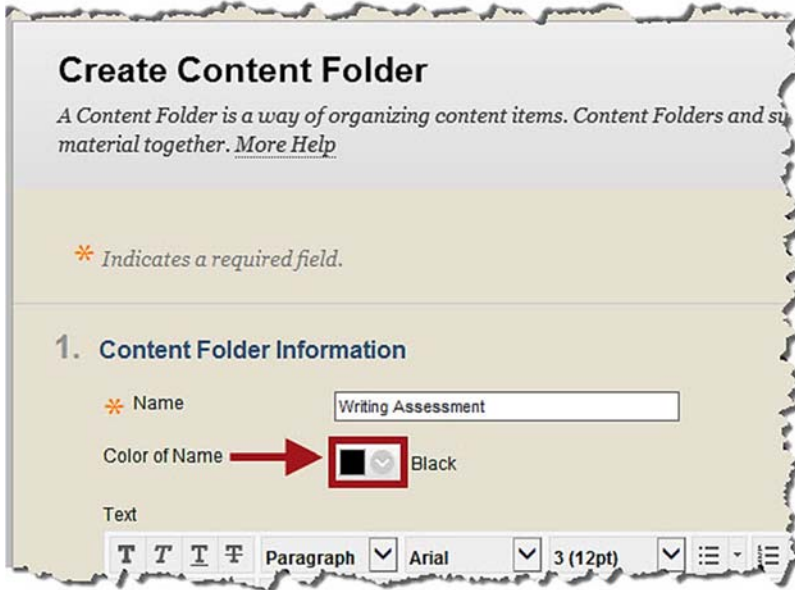 Create Content Folder
A Content Folder is a way of organizing content items. Content Folders and
material together. More Help
* Indicates a required field.
1. Content Folder Information
* Name Writing Assessment
Color of Name Black
Text
T T T T Paragraph Arial 3 (12pt)